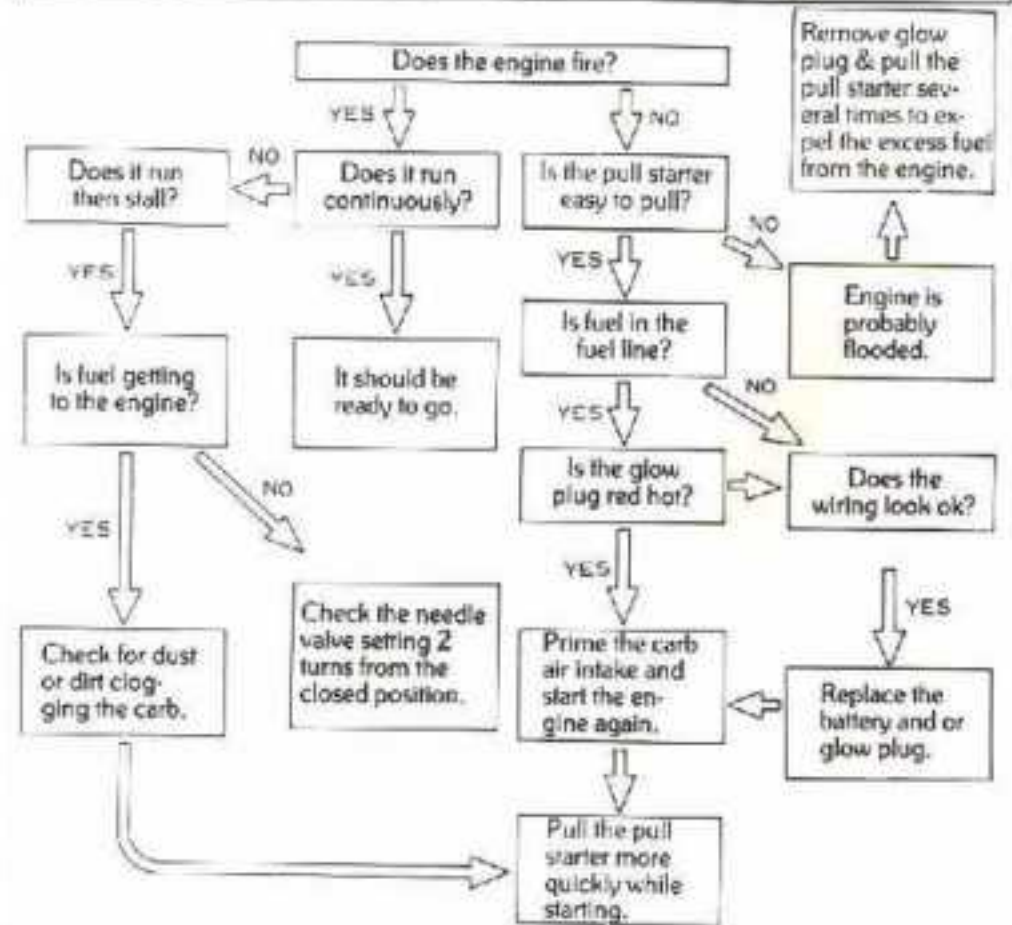 Does the engine fire?
Remove glow
plug & pull the
pull starter sev-
eral times to ex-
pel the excess fuel
from the engine.
YES
NO
Does it run
then stall?
NO
Does it run
continuously?
Is the pull starter
easy to pull?
NO
YES
YES
YES
Engine is
probably
flooded.
Is fuel in the
fuel line?
Is fuel getting
to the engine?
It should be
ready to go.
NO
YES
Is the glow
plug red hot?
Does the
wiring look ok?
NO
YES
YES
YES
Check the needle
valve setting 2
turns from the
closed position.
Check for dust
or dirt clog-
ging the carb.
Prime the carb
air intake and
start the en-
gine again.
Replace the
battery and or
glow plug.
Pull the pull
starter more
quickly while
starting.